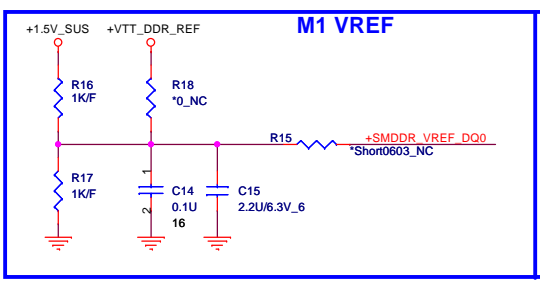 M1 VREF
+1.5V_SUS
+VTT_DDR_REF
R16
1K/F
R18
*0_NC
R15
+SMDDR_VREF_DQ0
*Short0603_NC
R17
1K/F
1
2
C14
0.1U
16
C15
2.2U/6.3V_6